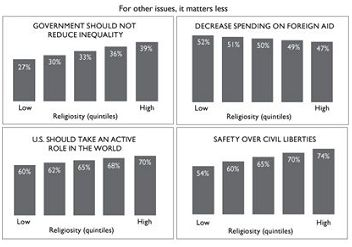 For other issues, it matters less
GOVERNMENT SHOULD NOT
REDUCE INEQUALITY
27% 30% 33% 36% 39%
Low High
Religiosity (quintiles)
DECREASE SPENDING ON FOREIGN AID
52% 51% 50% 49% 47%
Low High
Religiosity (quintiles)
U.S. SHOULD TAKE AN ACTIVE
ROLE IN THE WORLD
60% 62% 65% 68% 70%
Low High
Religiosity (quintiles)
SAFETY OVER CIVIL LIBERTIES
54% 60% 65% 70% 74%
Low High
Religiosity (quintiles)